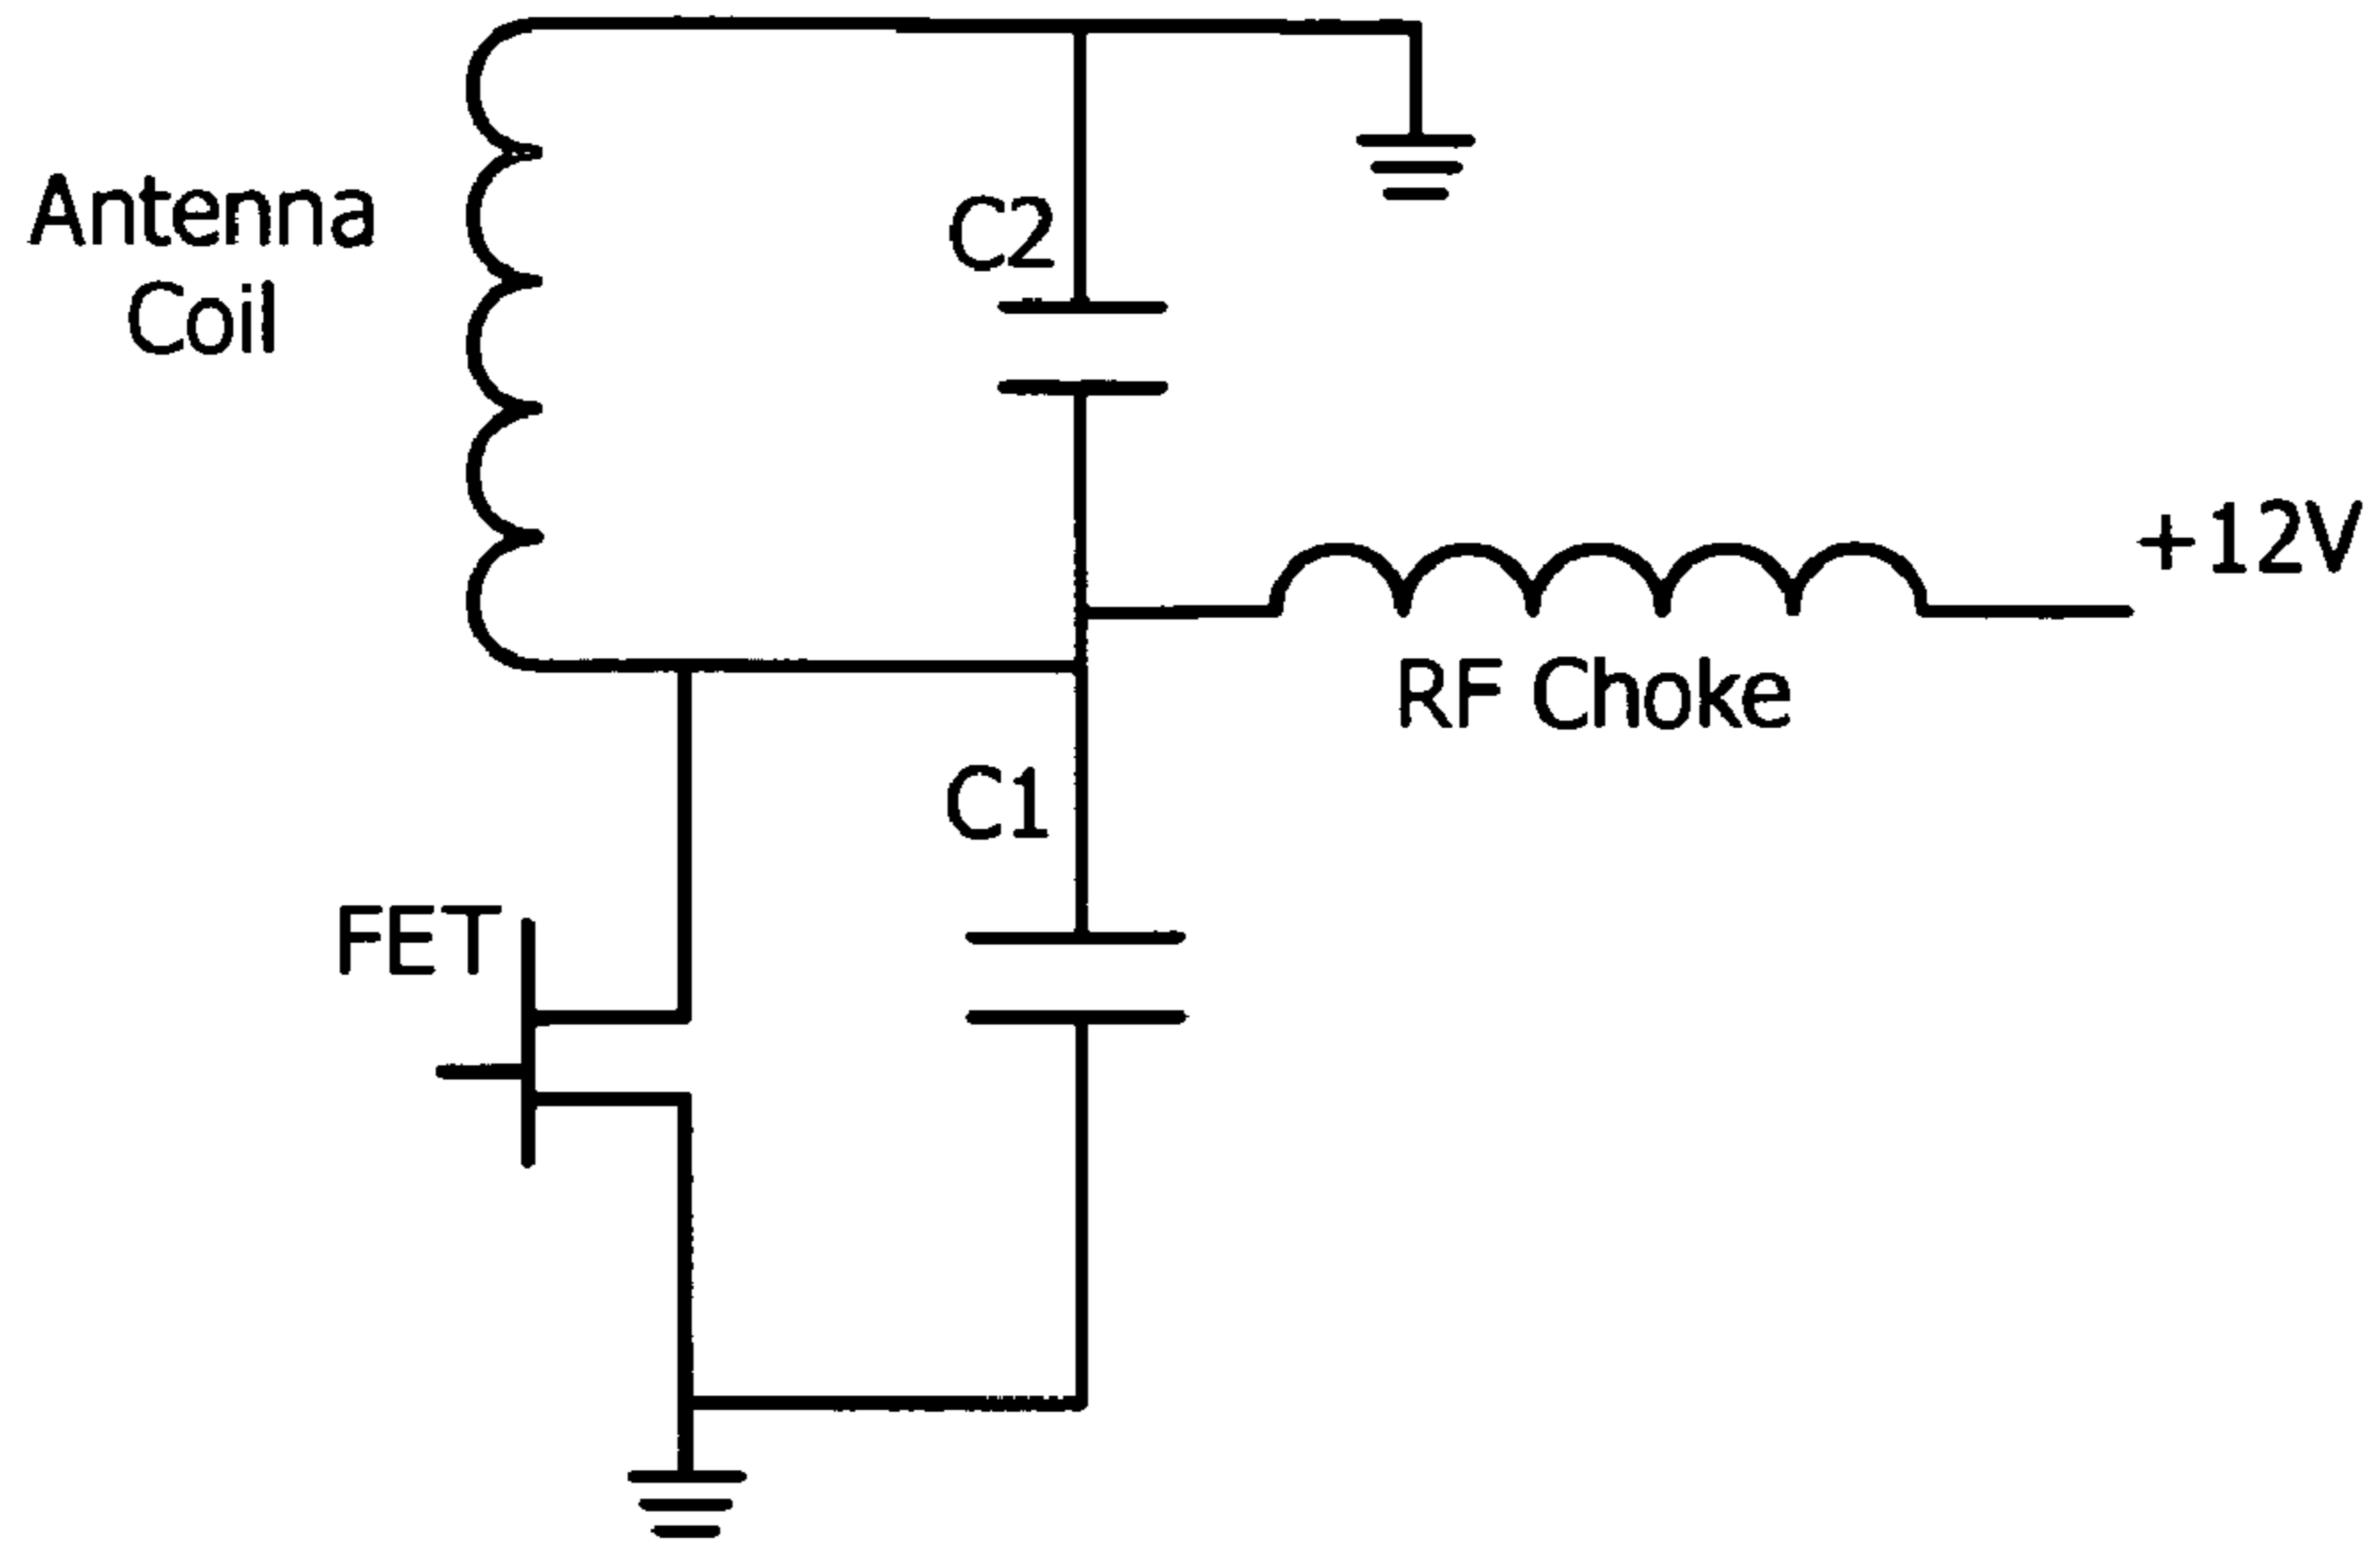 Antenna
Coil
C2
+12V
RF Choke
C1
FET